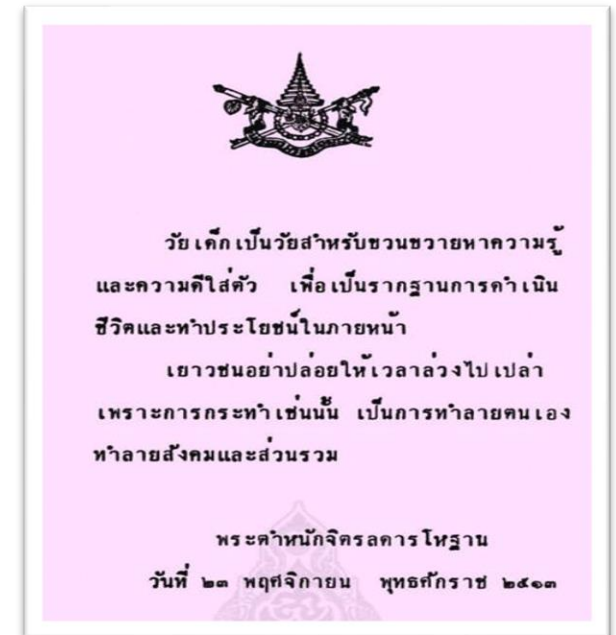 วัยเด็กเป็นวัยสำหรับขวนขวายหาความรู้
และความดีใส่ตัว เพื่อเป็นรากฐานการดำเนิน
ชีวิตและทำประโยชน์ในภายหน้า
เยาวชนอย่าปล่อยให้เวลาล่วงไปเปล่า
เพราะการกระทำเช่นนั้น เป็นการทำลายตนเอง
ทำลายสังคมและส่วนรวม
พระตำหนักจิตรลดารโหฐาน
วันที่ ๒๓ พฤศจิกายน พุทธศักราช ๒๕๑๓